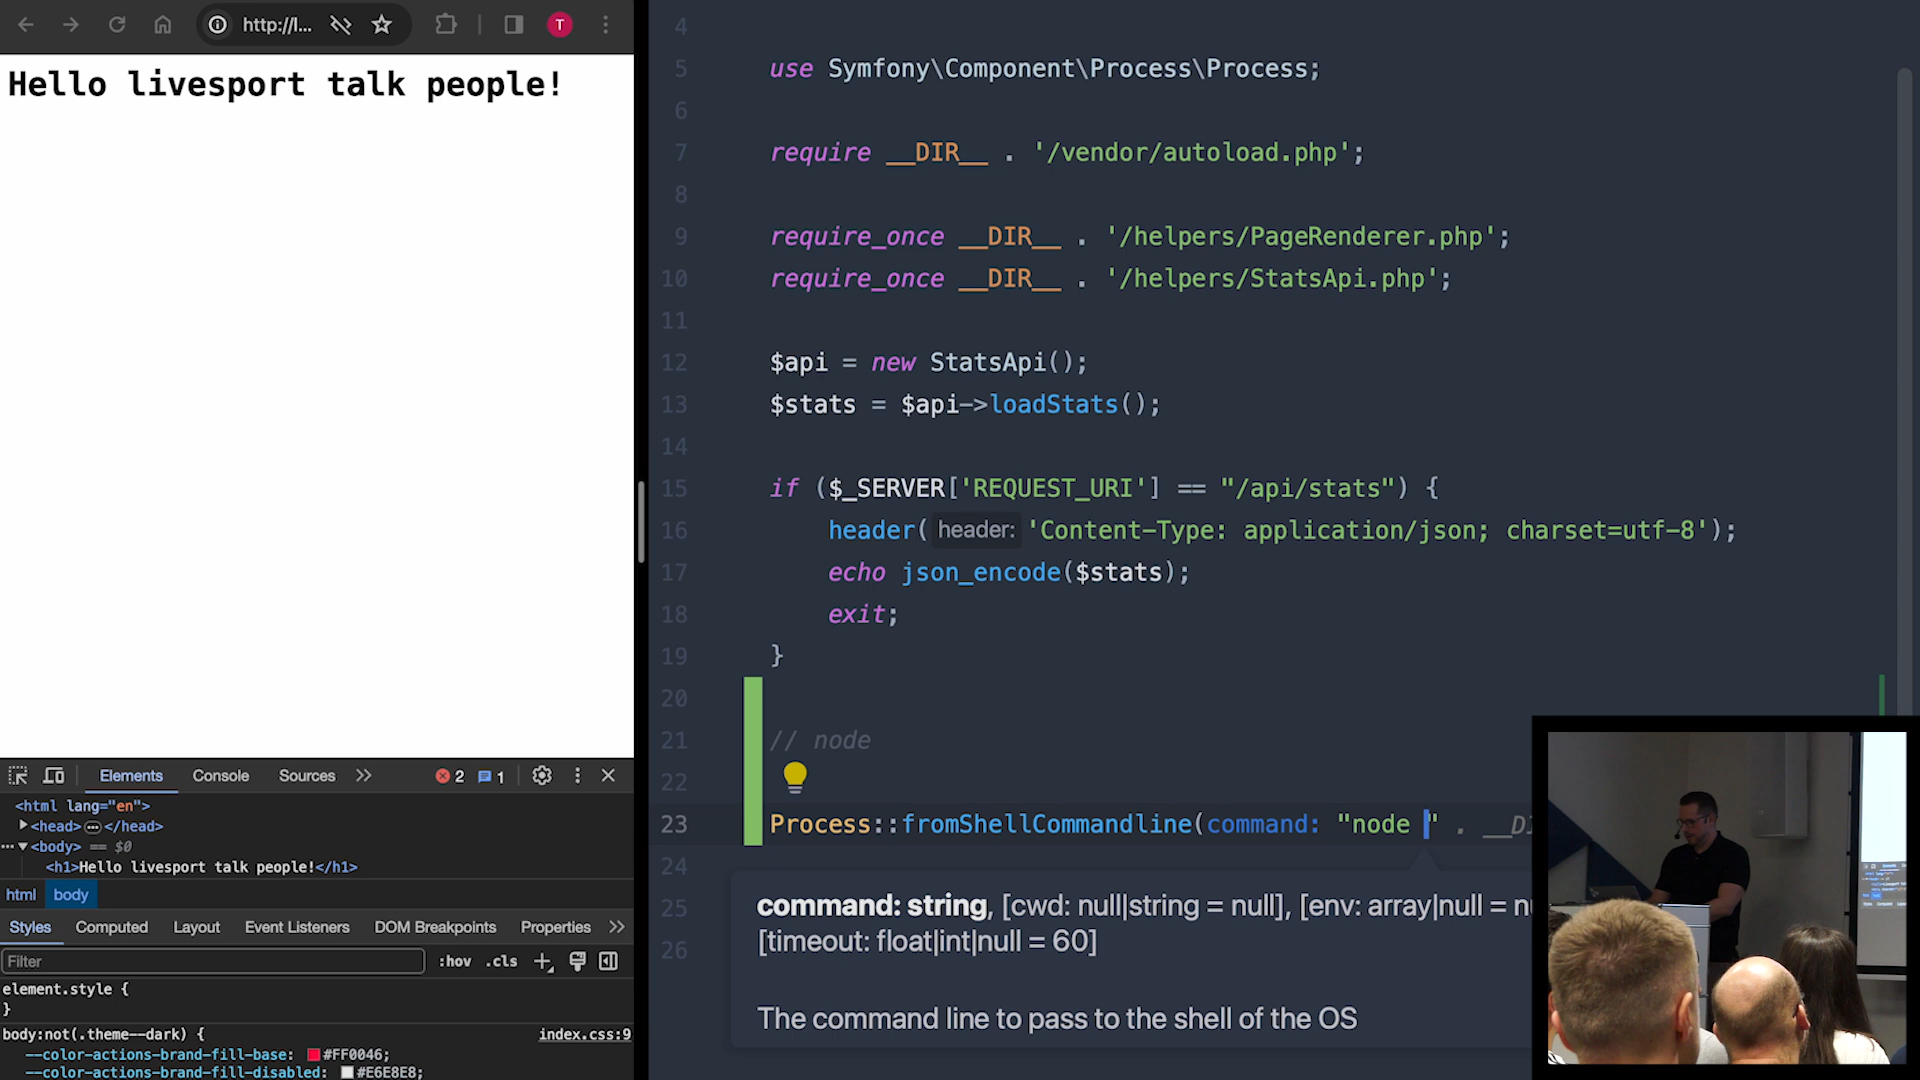 http://l...
T
Hello livesport talk people!
Elements
Console
Sources
2
1
<html lang="en">
<head>
</head>
<body> == $0
<h1>Hello livesport talk people!</h1>
html
body
Styles
Computed
Layout
Event Listeners
DOM Breakpoints
Properties
Filter
:hov
.cls
element.style {
}
body:not(.theme--dark) {
index.css:9
--color-actions-brand-fill-base: #FF0046;
--color-actions-brand-fill-disabled: #E6E8E8;
4
5 use Symfony\Component\Process\Process;
6
7 require __DIR__ . '/vendor/autoload.php';
8
9 require_once __DIR__ . '/helpers/PageRenderer.php';
10 require_once __DIR__ . '/helpers/StatsApi.php';
11
12 $api = new StatsApi();
13 $stats = $api->loadStats();
14
15 if ($_SERVER['REQUEST_URI'] == "/api/stats") {
16 header( header: 'Content-Type: application/json; charset=utf-8');
17 echo json_encode($stats);
18 exit;
19 }
20
21 // node
22
23 Process::fromShellCommandline(command: "node " . __DI
24
25
26
command: string, [cwd: null|string = null], [env: array|null = nu
[timeout: float|int|null = 60]
The command line to pass to the shell of the OS